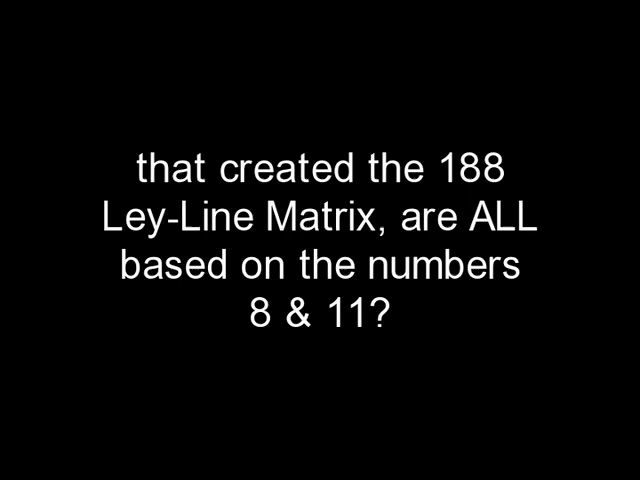 that created the 188
Ley-Line Matrix, are ALL
based on the numbers
8 & 11?